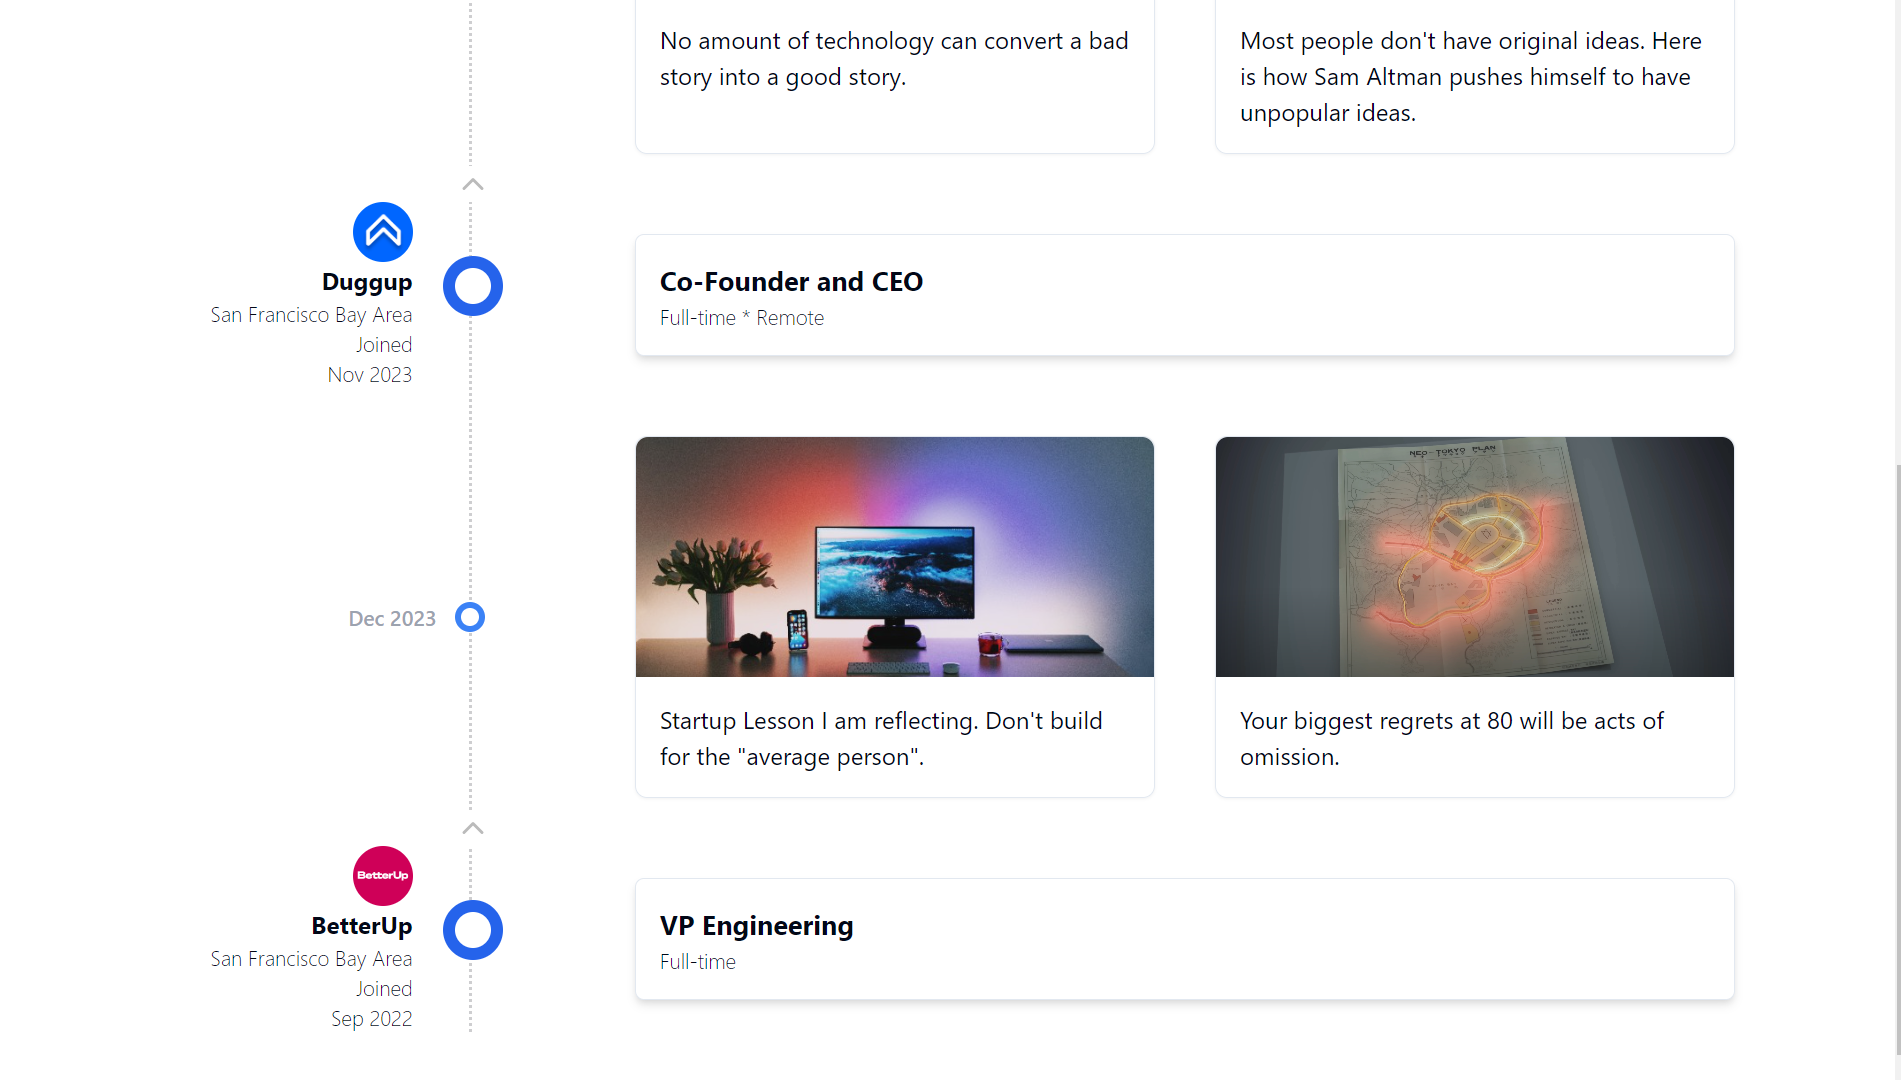 No amount of technology can convert a bad
story into a good story.
Most people don't have original ideas. Here
is how Sam Altman pushes himself to have
unpopular ideas.
Duggup
San Francisco Bay Area
Joined
Nov 2023
Co-Founder and CEO
Full-time * Remote
Dec 2023
NEO-TOKYO PLAN
Startup Lesson I am reflecting. Don't build
for the "average person".
Your biggest regrets at 80 will be acts of
omission.
BetterUp
BetterUp
San Francisco Bay Area
Joined
Sep 2022
VP Engineering
Full-time